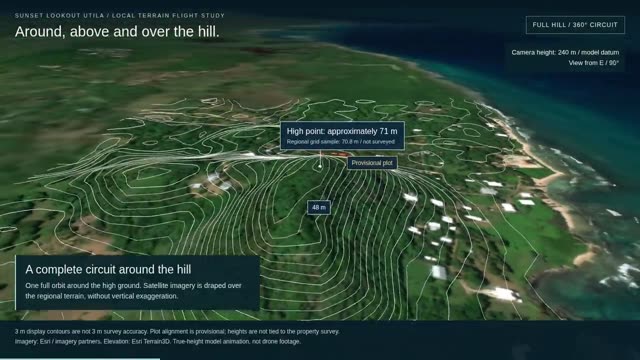 SUNSET LOOKOUT UTILA / LOCAL TERRAIN FLIGHT STUDY
Around, above and over the hill.
FULL HILL / 360° CIRCUIT
Camera height: 240 m / model datum
View from E / 90°
High point: approximately 71 m
Regional grid sample: 70.8 m / not surveyed
Provisional plot
48 m
A complete circuit around the hill
One full orbit around the high ground. Satellite imagery is draped over
the regional terrain, without vertical exaggeration.
3 m display contours are not 3 m survey accuracy. Plot alignment is provisional; heights are not tied to the property survey.
Imagery: Esri / imagery partners. Elevation: Esri Terrain3D. True-height model animation, not drone footage.